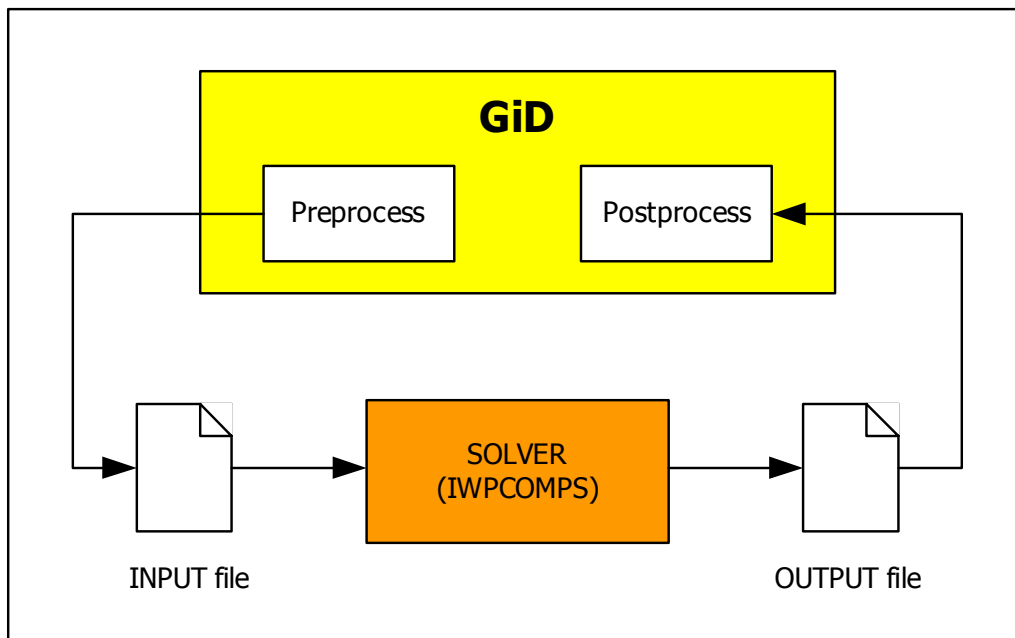 GiD
Preprocess
Postprocess
SOLVER
(IWPCOMPS)
INPUT file
OUTPUT file